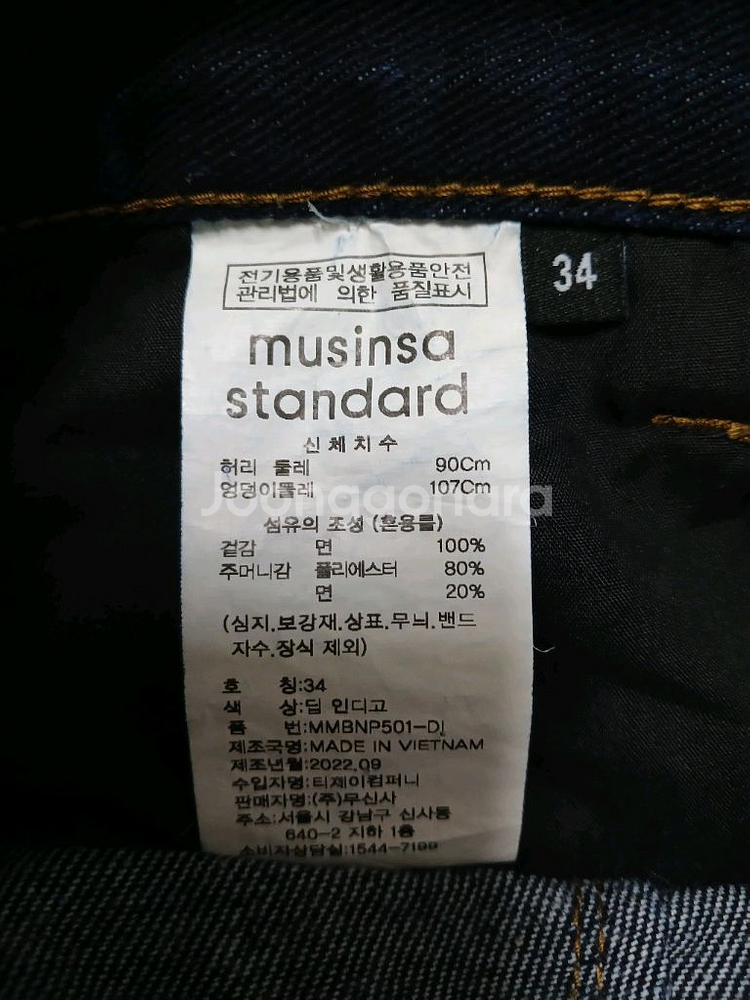 전기용품및생활용품안전
관리법에 의한 품질표시
34
musinsa
standard
신체치수
허리 둘레 90Cm
엉덩이둘레 107Cm
Joonggonara
섬유의 조성 (혼용률)
겉감 면 100%
주머니감 폴리에스터 80%
면 20%
(심지.보강재.상표.무늬.밴드
자수.장식 제외)
호 칭:34
색 상:딥 인디고
품 번:MMBNP501-DI
제조국명:MADE IN VIETNAM
제조년월:2022.09
수입자명:티제이컴퍼니
판매자명:(주)무신사
주소:서울시 강남구 신사동
640-2 지하 1층
소비자상담실:1544-7199